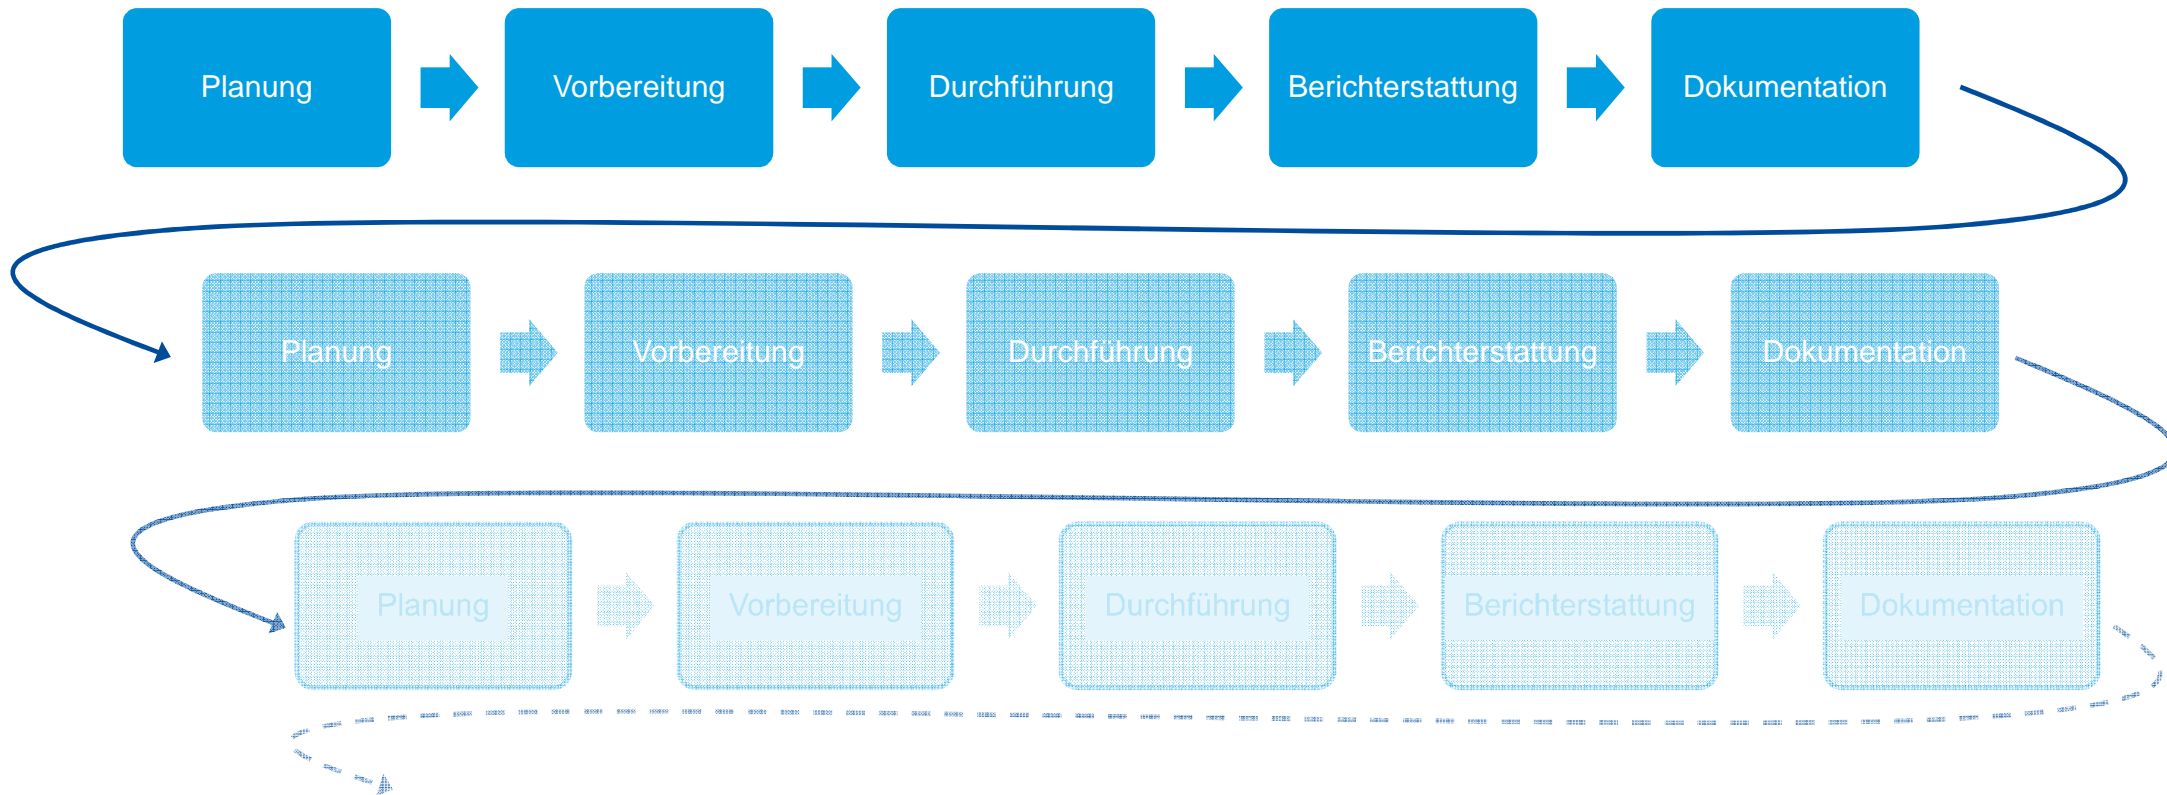 Planung
Vorbereitung
Durchführung
Berichterstattung
Dokumentation
Planung
Vorbereitung
Durchführung
Berichterstattung
Dokumentation
Planung
Vorbereitung
Durchführung
Berichterstattung
Dokumentation